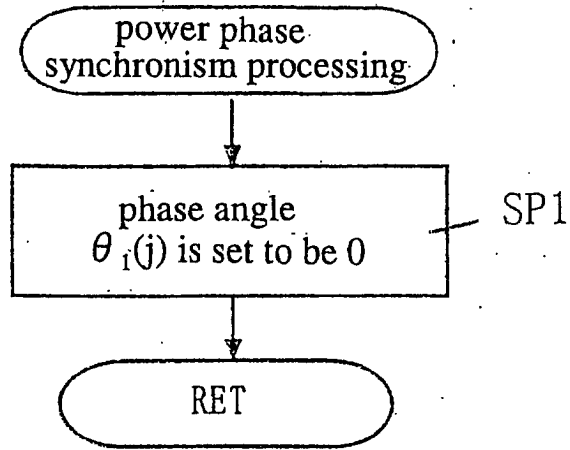 power phase
synchronism processing
phase angle
θ₁(j) is set to be 0
SP1
RET